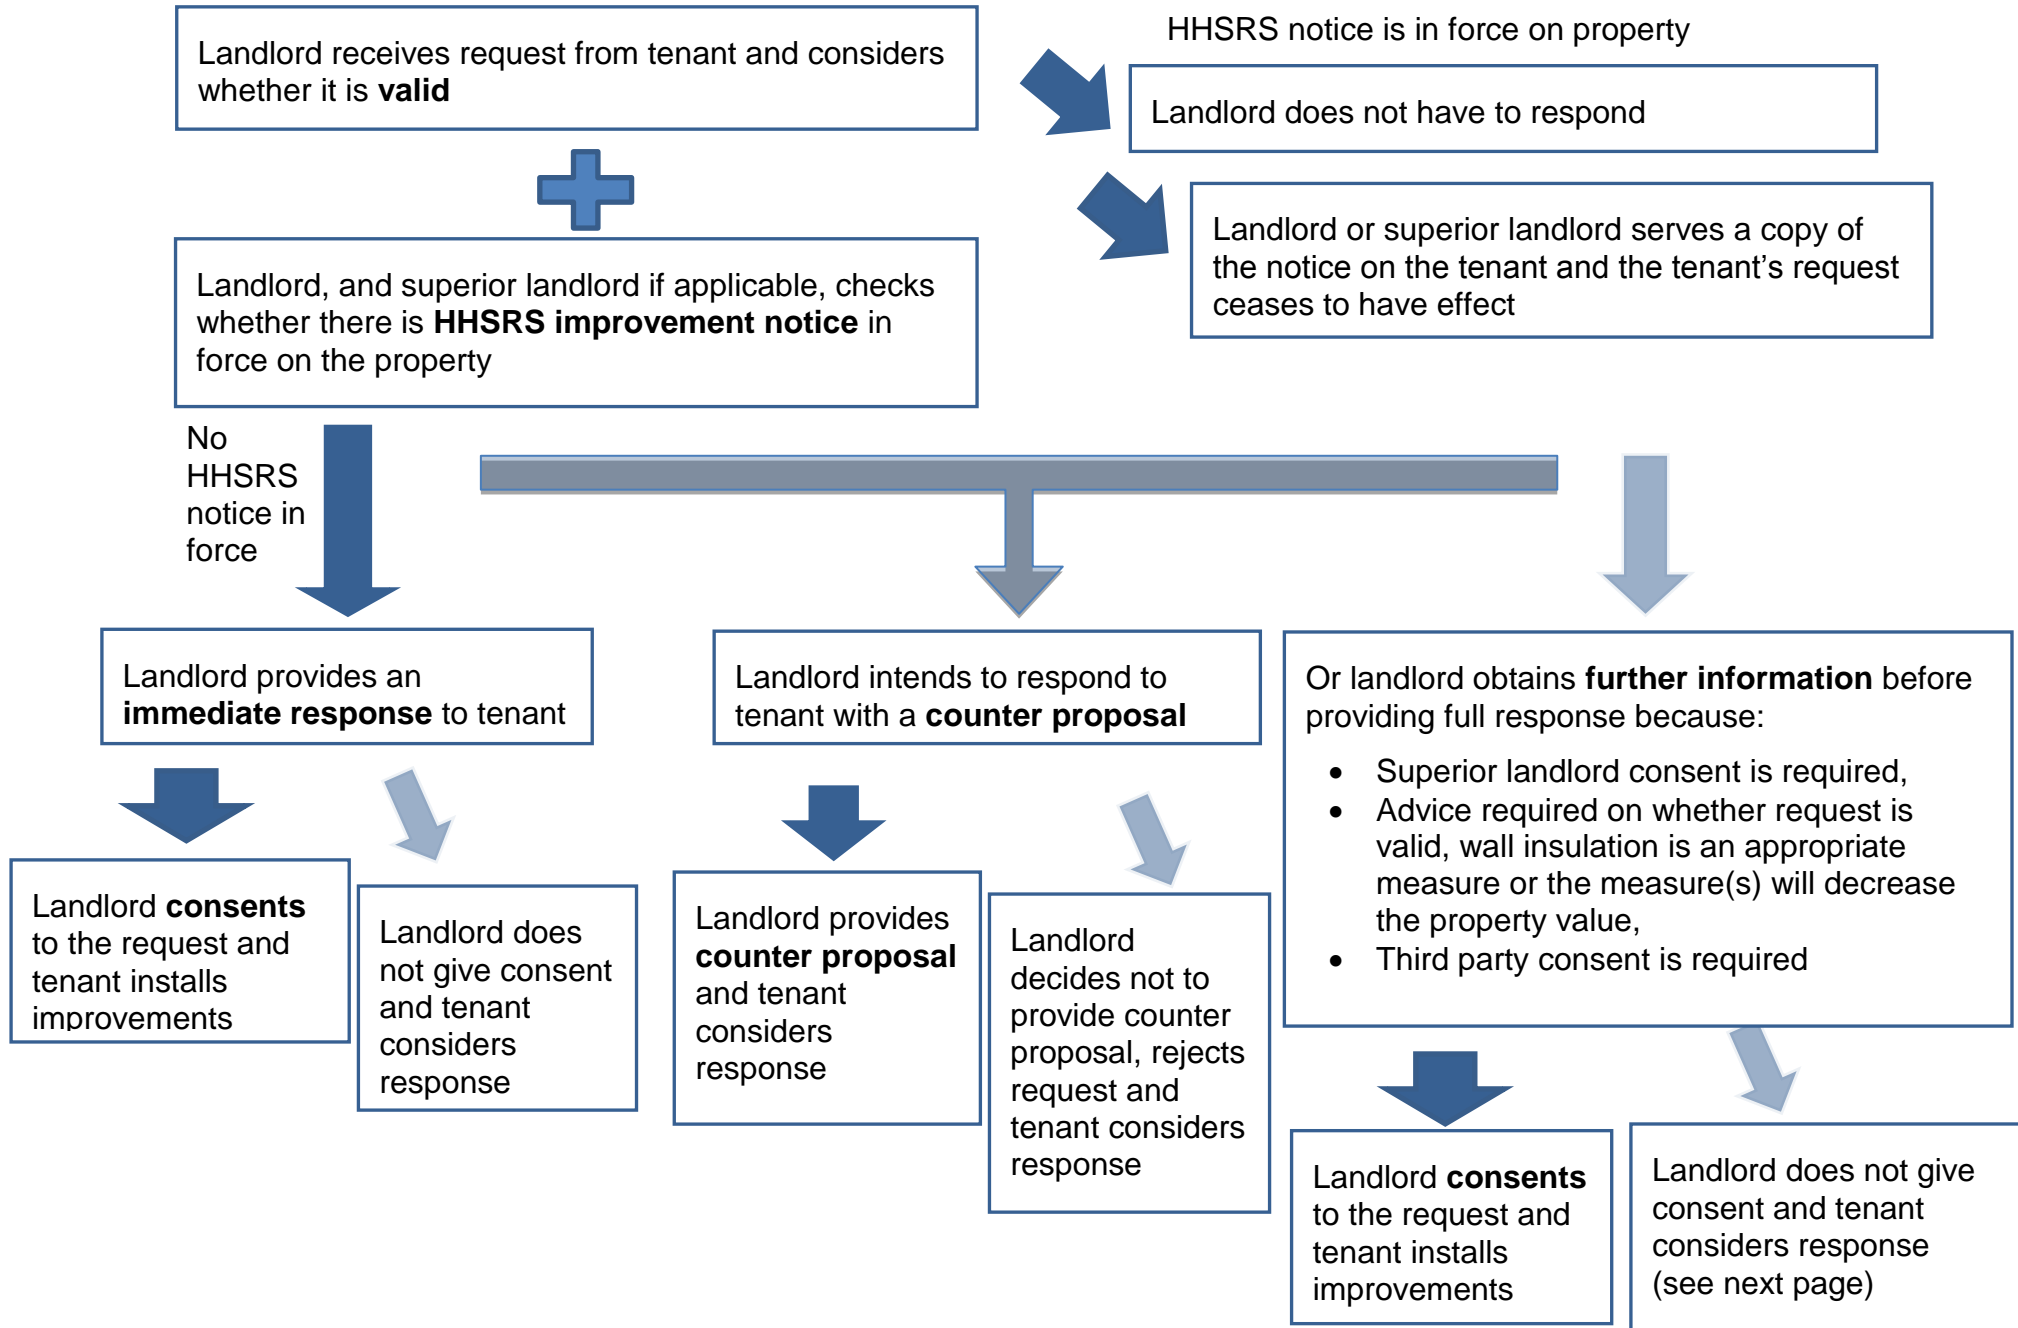 Landlord receives request from tenant and considers
whether it is valid
HHSRS notice is in force on property
Landlord does not have to respond
Landlord or superior landlord serves a copy of
the notice on the tenant and the tenant’s request
ceases to have effect
Landlord, and superior landlord if applicable, checks
whether there is HHSRS improvement notice in
force on the property
No
HHSRS
notice in
force
Landlord provides an
immediate response to tenant
Landlord intends to respond to
tenant with a counter proposal
Or landlord obtains further information before
providing full response because:
• Superior landlord consent is required,
• Advice required on whether request is
valid, wall insulation is an appropriate
measure or the measure(s) will decrease
the property value,
• Third party consent is required
Landlord consents
to the request and
tenant installs
improvements
Landlord does
not give consent
and tenant
considers
response
Landlord provides
counter proposal
and tenant
considers
response
Landlord
decides not to
provide counter
proposal, rejects
request and
tenant considers
response
Landlord consents
to the request and
tenant installs
improvements
Landlord does not give
consent and tenant
considers response
(see next page)